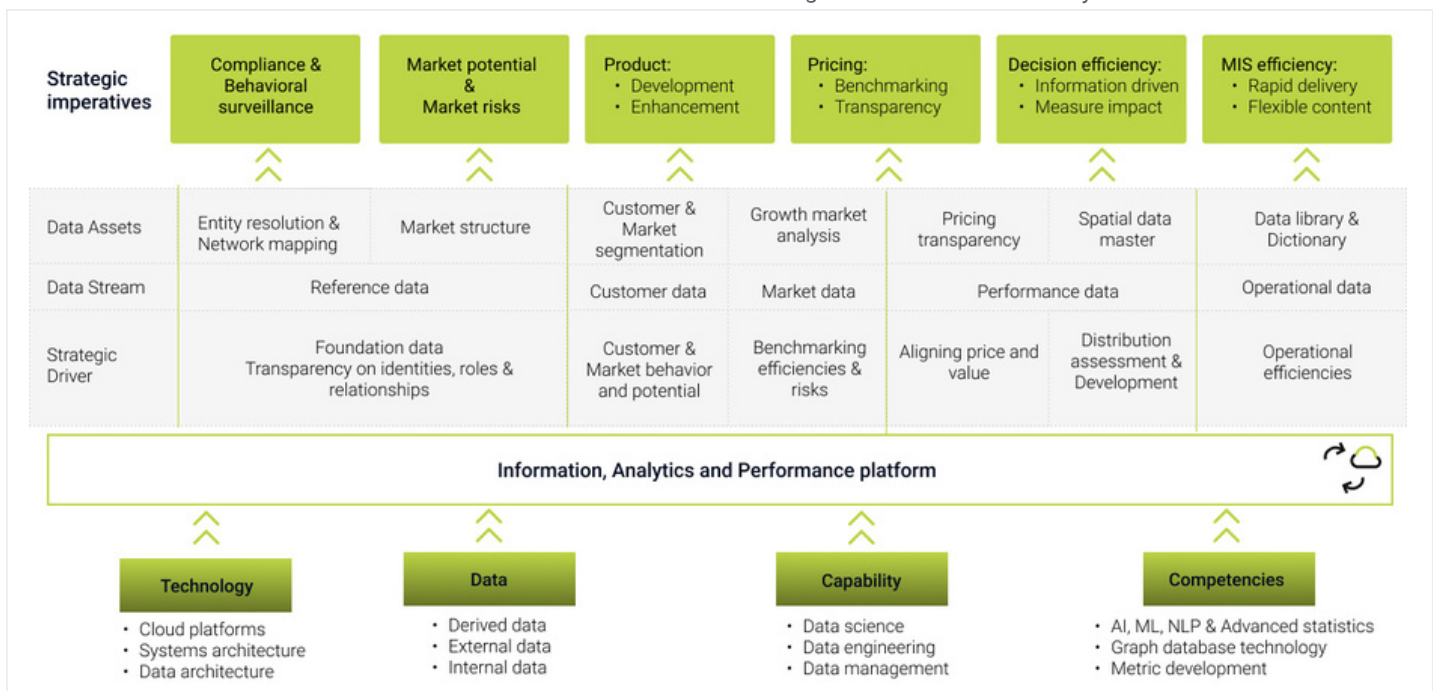 Strategic
imperatives
Compliance &
Behavioral
surveillance
Market potential
&
Market risks
Product:
• Development
• Enhancement
Pricing:
• Benchmarking
• Transparency
Decision efficiency:
• Information driven
• Measure impact
MIS efficiency:
• Rapid delivery
• Flexible content
Data Assets
Entity resolution &
Network mapping
Market structure
Customer &
Market
segmentation
Growth market
analysis
Pricing
transparency
Spatial data
master
Data library &
Dictionary
Data Stream
Reference data
Customer data
Market data
Performance data
Operational data
Strategic
Driver
Foundation data
Transparency on identities, roles &
relationships
Customer &
Market behavior
and potential
Benchmarking
efficiencies &
risks
Aligning price and
value
Distribution
assessment &
Development
Operational
efficiencies
Information, Analytics and Performance platform
Technology
• Cloud platforms
• Systems architecture
• Data architecture
Data
• Derived data
• External data
• Internal data
Capability
• Data science
• Data engineering
• Data management
Competencies
• AI, ML, NLP & Advanced statistics
• Graph database technology
• Metric development